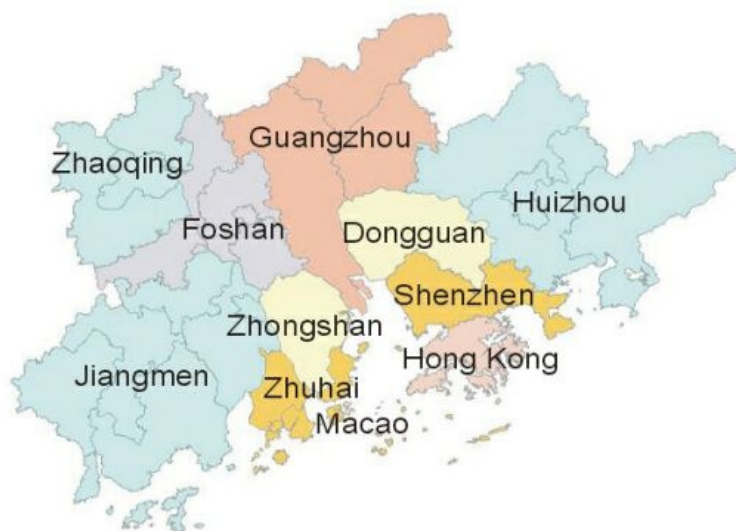 Guangzhou
Zhaoqing
Huizhou
Foshan
Dongguan
Shenzhen
Zhongshan
Hong Kong
Jiangmen
Zhuhai
Macao